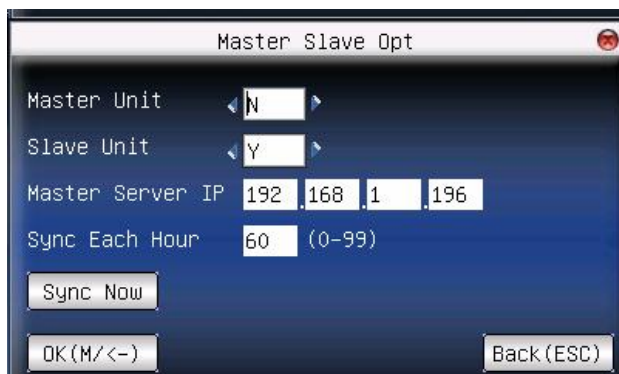 Master Slave Opt
Master Unit N
Slave Unit Y
Master Server IP 192.168.1.196
Sync Each Hour 60 (0-99)
Sync Now
OK(M/<-) Back(ESC)